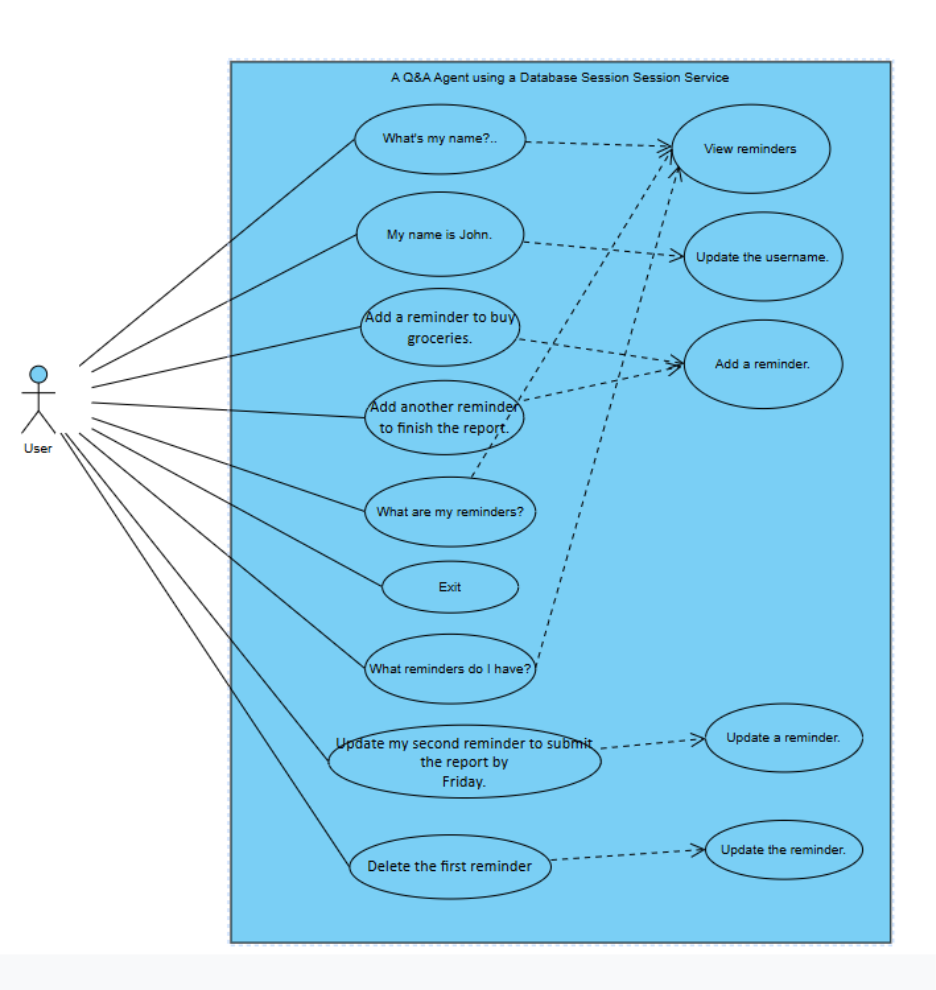 A Q&A Agent using a Database Session Session Service
What's my name?..
View reminders
My name is John.
Update the username.
Add a reminder to buy
groceries.
Add a reminder.
Add another reminder
to finish the report.
User
What are my reminders?
Exit
What reminders do I have?
Update my second reminder to submit
the report by
Friday.
Update a reminder.
Delete the first reminder
Update the reminder.